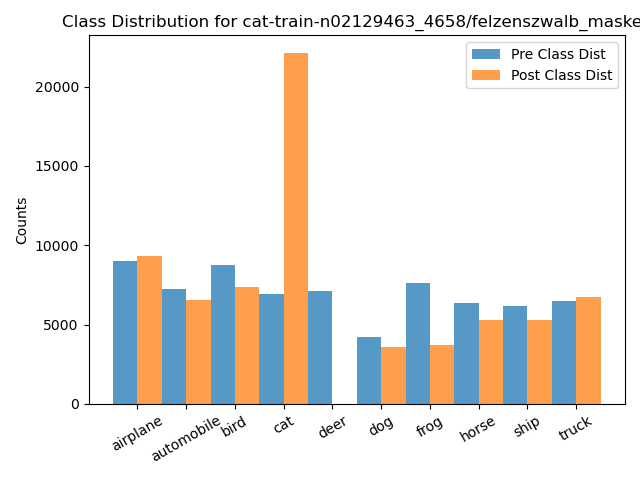 Class Distribution for cat-train-n02129463_4658/felzenszwalb_maske
Pre Class Dist
Post Class Dist
Counts
20000
15000
10000
5000
0
airplane
automobile
bird
cat
deer
dog
frog
horse
ship
truck